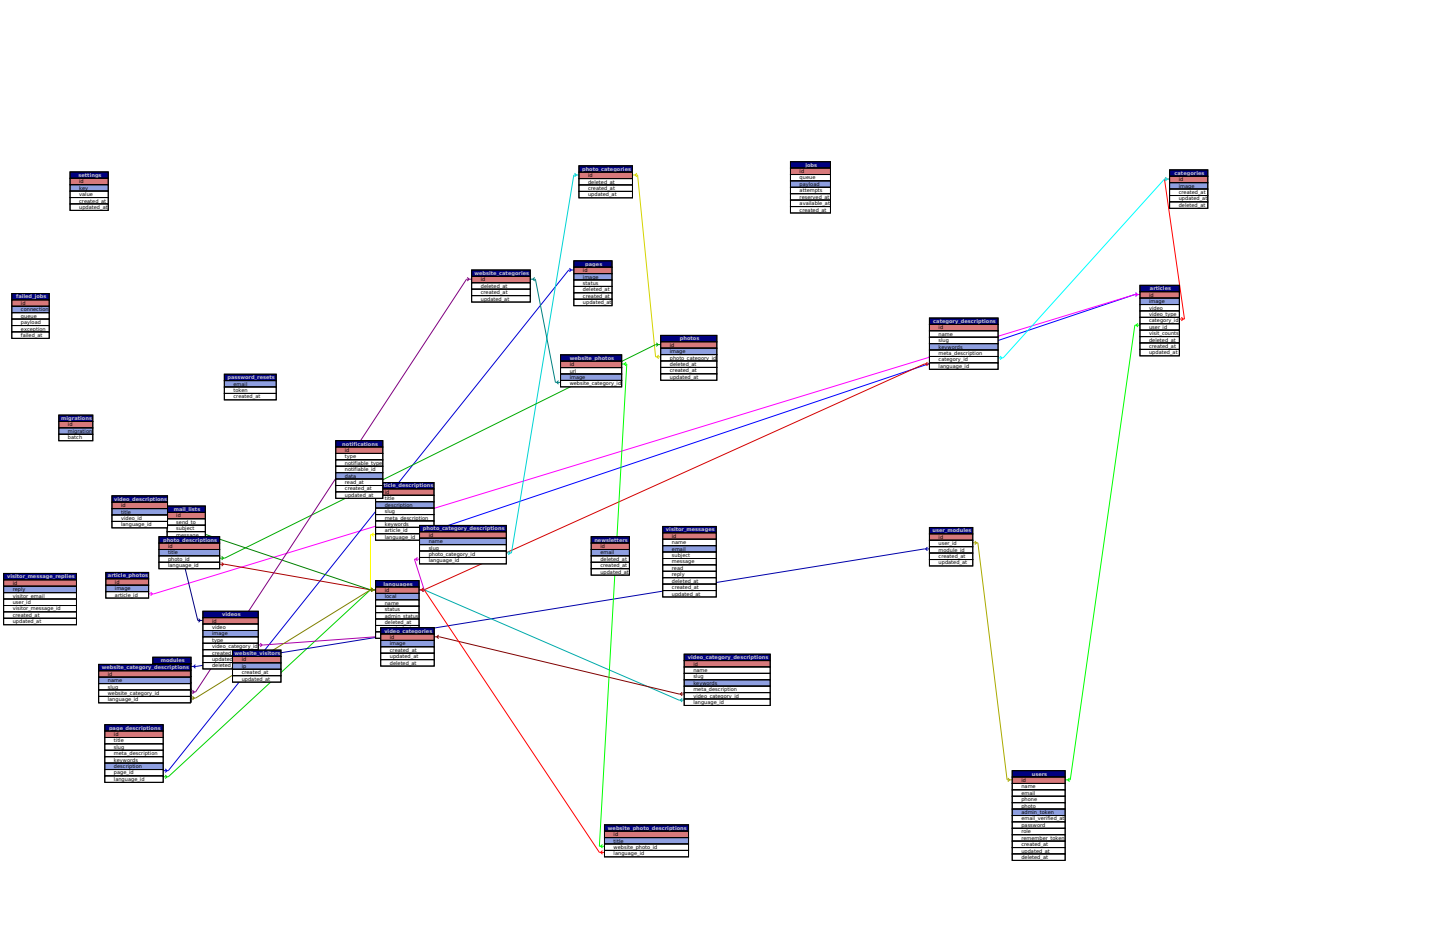 settings
id
key
value
created_at
updated_at
photo_categories
id
deleted_at
created_at
updated_at
jobs
id
queue
payload
attempts
reserved_at
available_at
created_at
categories
id
image
created_at
updated_at
deleted_at
website_categories
id
deleted_at
created_at
updated_at
pages
id
image
status
deleted_at
created_at
updated_at
articles
id
image
video
video_type
category_id
user_id
visit_counts
deleted_at
created_at
updated_at
failed_jobs
id
connection
queue
payload
exception
failed_at
category_descriptions
id
name
slug
keywords
meta_description
category_id
language_id
photos
id
image
photo_category_id
deleted_at
created_at
updated_at
website_photos
id
url
image
website_category_id
password_resets
email
token
created_at
migrations
id
migration
batch
notifications
id
type
notifiable_type
notifiable_id
data
read_at
created_at
updated_at
ticle_descriptions
id
title
description
slug
meta_description
keywords
article_id
language_id
video_descriptions
id
title
video_id
language_id
mail_lists
id
send_to
subject
message
photo_category_descriptions
id
name
slug
photo_category_id
language_id
visitor_messages
id
name
email
subject
message
read
reply
deleted_at
created_at
updated_at
user_modules
id
user_id
module_id
created_at
updated_at
photo_descriptions
id
title
photo_id
language_id
newsletters
id
email
deleted_at
created_at
updated_at
visitor_message_replies
id
reply
visitor_email
user_id
visitor_message_id
created_at
updated_at
article_photos
id
image
article_id
languages
id
local
name
status
admin_status
deleted_at
videos
id
video
image
type
video_category_id
created
updated
deleted
video_categories
id
image
created_at
updated_at
deleted_at
website_visitors
id
ip
created_at
updated_at
modules
website_category_descriptions
id
name
slug
website_category_id
language_id
video_category_descriptions
id
name
slug
keywords
meta_description
video_category_id
language_id
page_descriptions
id
title
slug
meta_description
keywords
description
page_id
language_id
users
id
name
email
phone
photo
admin_token
email_verified_at
password
role
remember_token
created_at
updated_at
deleted_at
website_photo_descriptions
id
title
website_photo_id
language_id